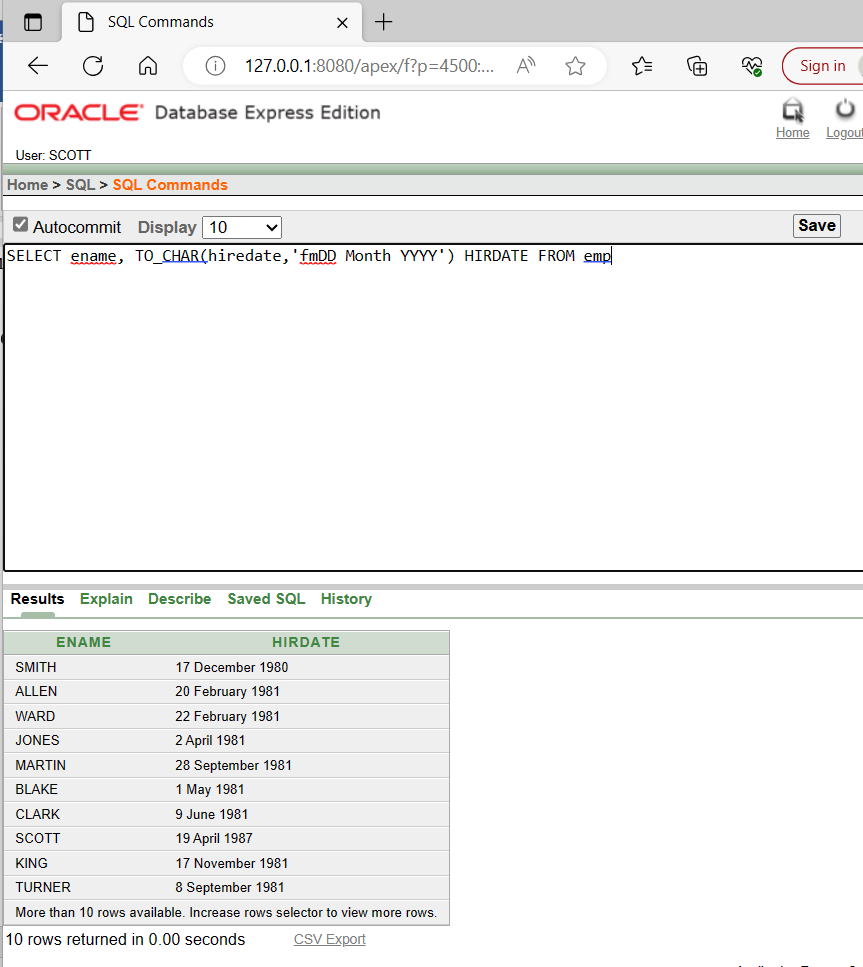 SQL Commands
127.0.0.1:8080/apex/f?p=4500:...
Sign in
ORACLE® Database Express Edition
Home
Logout
User: SCOTT
Home > SQL > SQL Commands
Autocommit Display 10
Save
SELECT ename, TO_CHAR(hiredate,'fmDD Month YYYY') HIRDATE FROM emp
Results Explain Describe Saved SQL History
ENAME HIRDATE
SMITH 17 December 1980
ALLEN 20 February 1981
WARD 22 February 1981
JONES 2 April 1981
MARTIN 28 September 1981
BLAKE 1 May 1981
CLARK 9 June 1981
SCOTT 19 April 1987
KING 17 November 1981
TURNER 8 September 1981
More than 10 rows available. Increase rows selector to view more rows.
10 rows returned in 0.00 seconds CSV Export